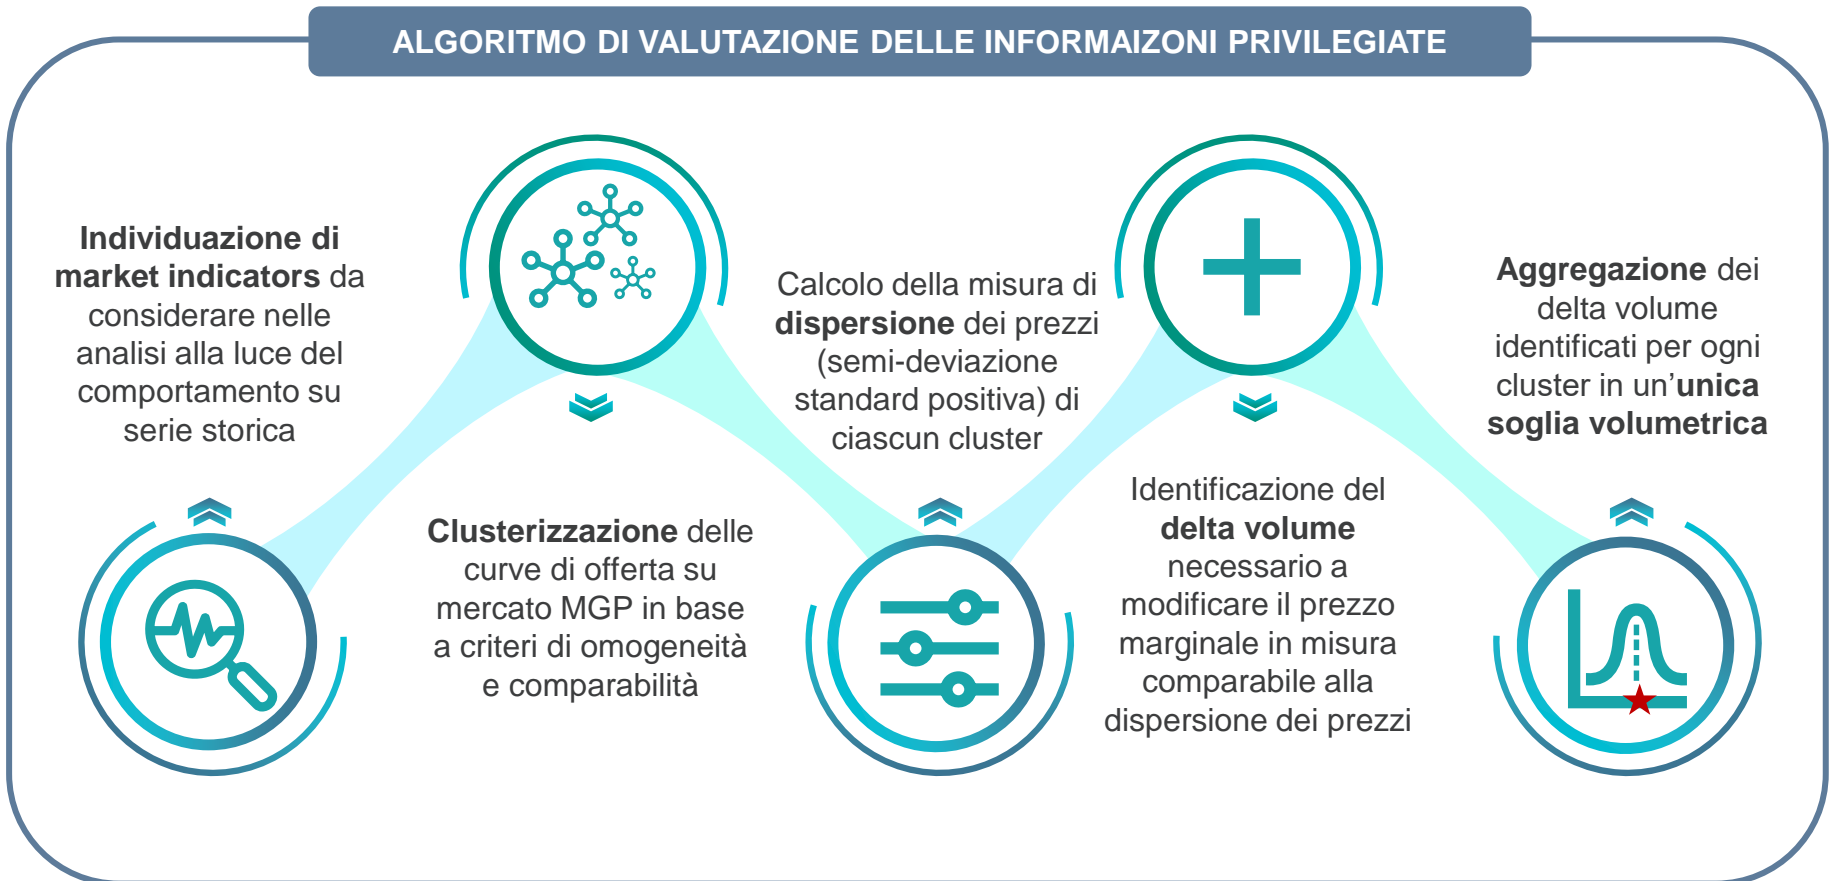 ALGORITMO DI VALUTAZIONE DELLE INFORMAIZONI PRIVILEGIATE
Individuazione di
market indicators da
considerare nelle
analisi alla luce del
comportamento su
serie storica
Clusterizzazione delle
curve di offerta su
mercato MGP in base
a criteri di omogeneità
e comparabilità
Calcolo della misura di
dispersione dei prezzi
(semi-deviazione
standard positiva) di
ciascun cluster
Identificazione del
delta volume
necessario a
modificare il prezzo
marginale in misura
comparabile alla
dispersione dei prezzi
Aggregazione dei
delta volume
identificati per ogni
cluster in un’unica
soglia volumetrica